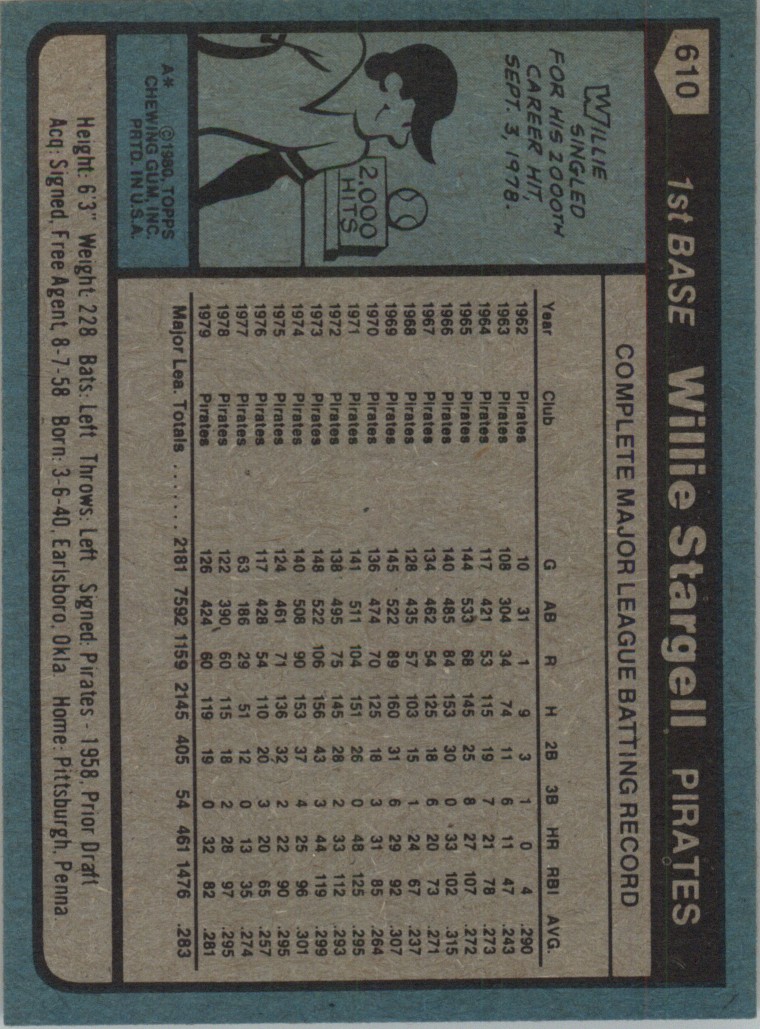 610 1st BASE Willie Stargell PIRATES
WILLIE
SINGLED
FOR HIS 2000TH
CAREER HIT,
SEPT. 3, 1978.
2,000
HITS
A* ©1980, TOPPS
CHEWING GUM, INC.
PRTD. IN U.S.A.
COMPLETE MAJOR LEAGUE BATTING RECORD
Year Club G AB R H 2B 3B HR RBI AVG.
1962 Pirates 10 31 1 9 3 1 0 4 .290
1963 Pirates 108 304 34 74 11 6 11 47 .243
1964 Pirates 117 421 53 115 19 7 21 78 .273
1965 Pirates 144 533 68 145 25 8 27 107 .272
1966 Pirates 140 485 84 153 30 0 33 102 .315
1967 Pirates 134 462 54 125 18 6 20 73 .271
1968 Pirates 128 435 57 103 15 1 24 67 .237
1969 Pirates 145 522 89 160 31 6 29 92 .307
1970 Pirates 136 474 70 125 18 3 31 85 .264
1971 Pirates 141 511 104 151 26 0 48 125 .295
1972 Pirates 138 495 75 145 28 2 33 112 .293
1973 Pirates 148 522 106 156 43 3 44 119 .299
1974 Pirates 140 508 90 153 37 4 25 96 .301
1975 Pirates 124 461 71 136 32 2 22 90 .295
1976 Pirates 117 428 54 110 20 3 20 65 .257
1977 Pirates 63 186 29 51 12 0 13 35 .274
1978 Pirates 122 390 60 115 18 2 28 97 .295
1979 Pirates 126 424 60 119 19 0 32 82 .281
Major Lea. Totals ....... 2181 7592 1159 2145 405 54 461 1476 .283
Height: 6'3" Weight: 228 Bats: Left Throws: Left Signed: Pirates - 1958, Prior Draft
Acq: Signed, Free Agent, 8-7-58 Born: 3-6-40, Earlsboro, Okla Home: Pittsburgh, Penna